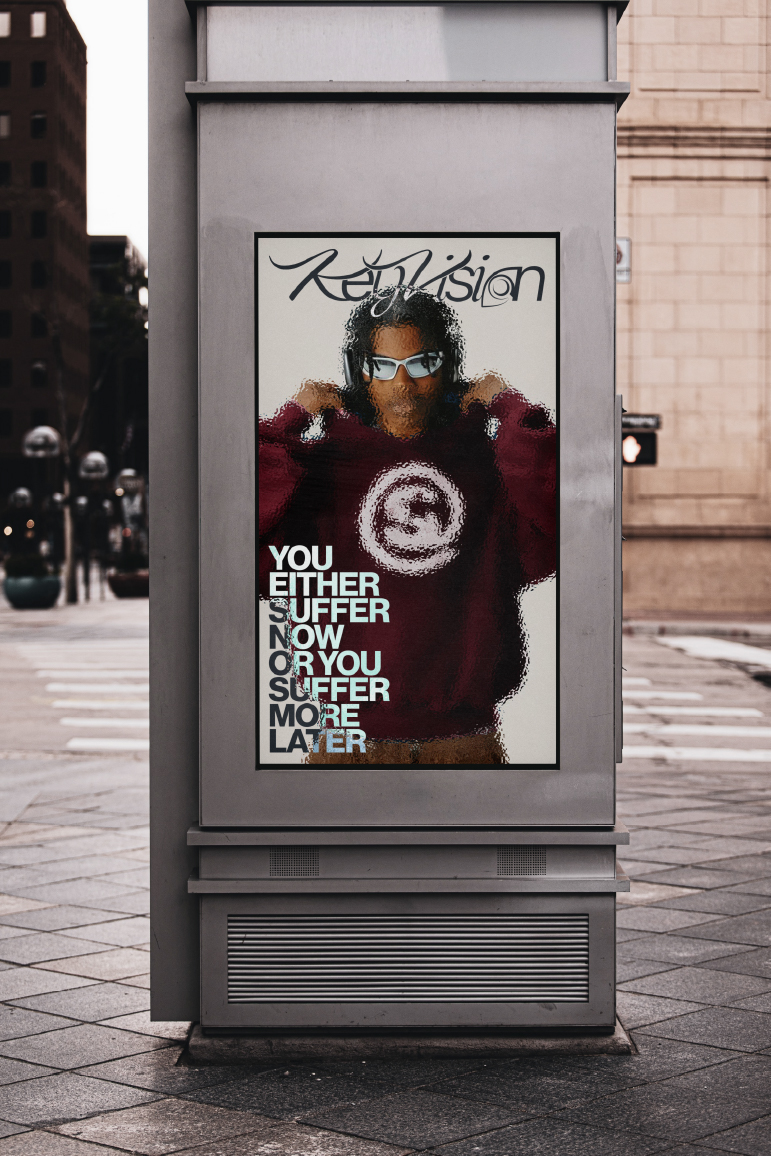 KeyVision
YOU
EITHER
SUFFER
NOW
OR YOU
SUFFER
MORE
LATER